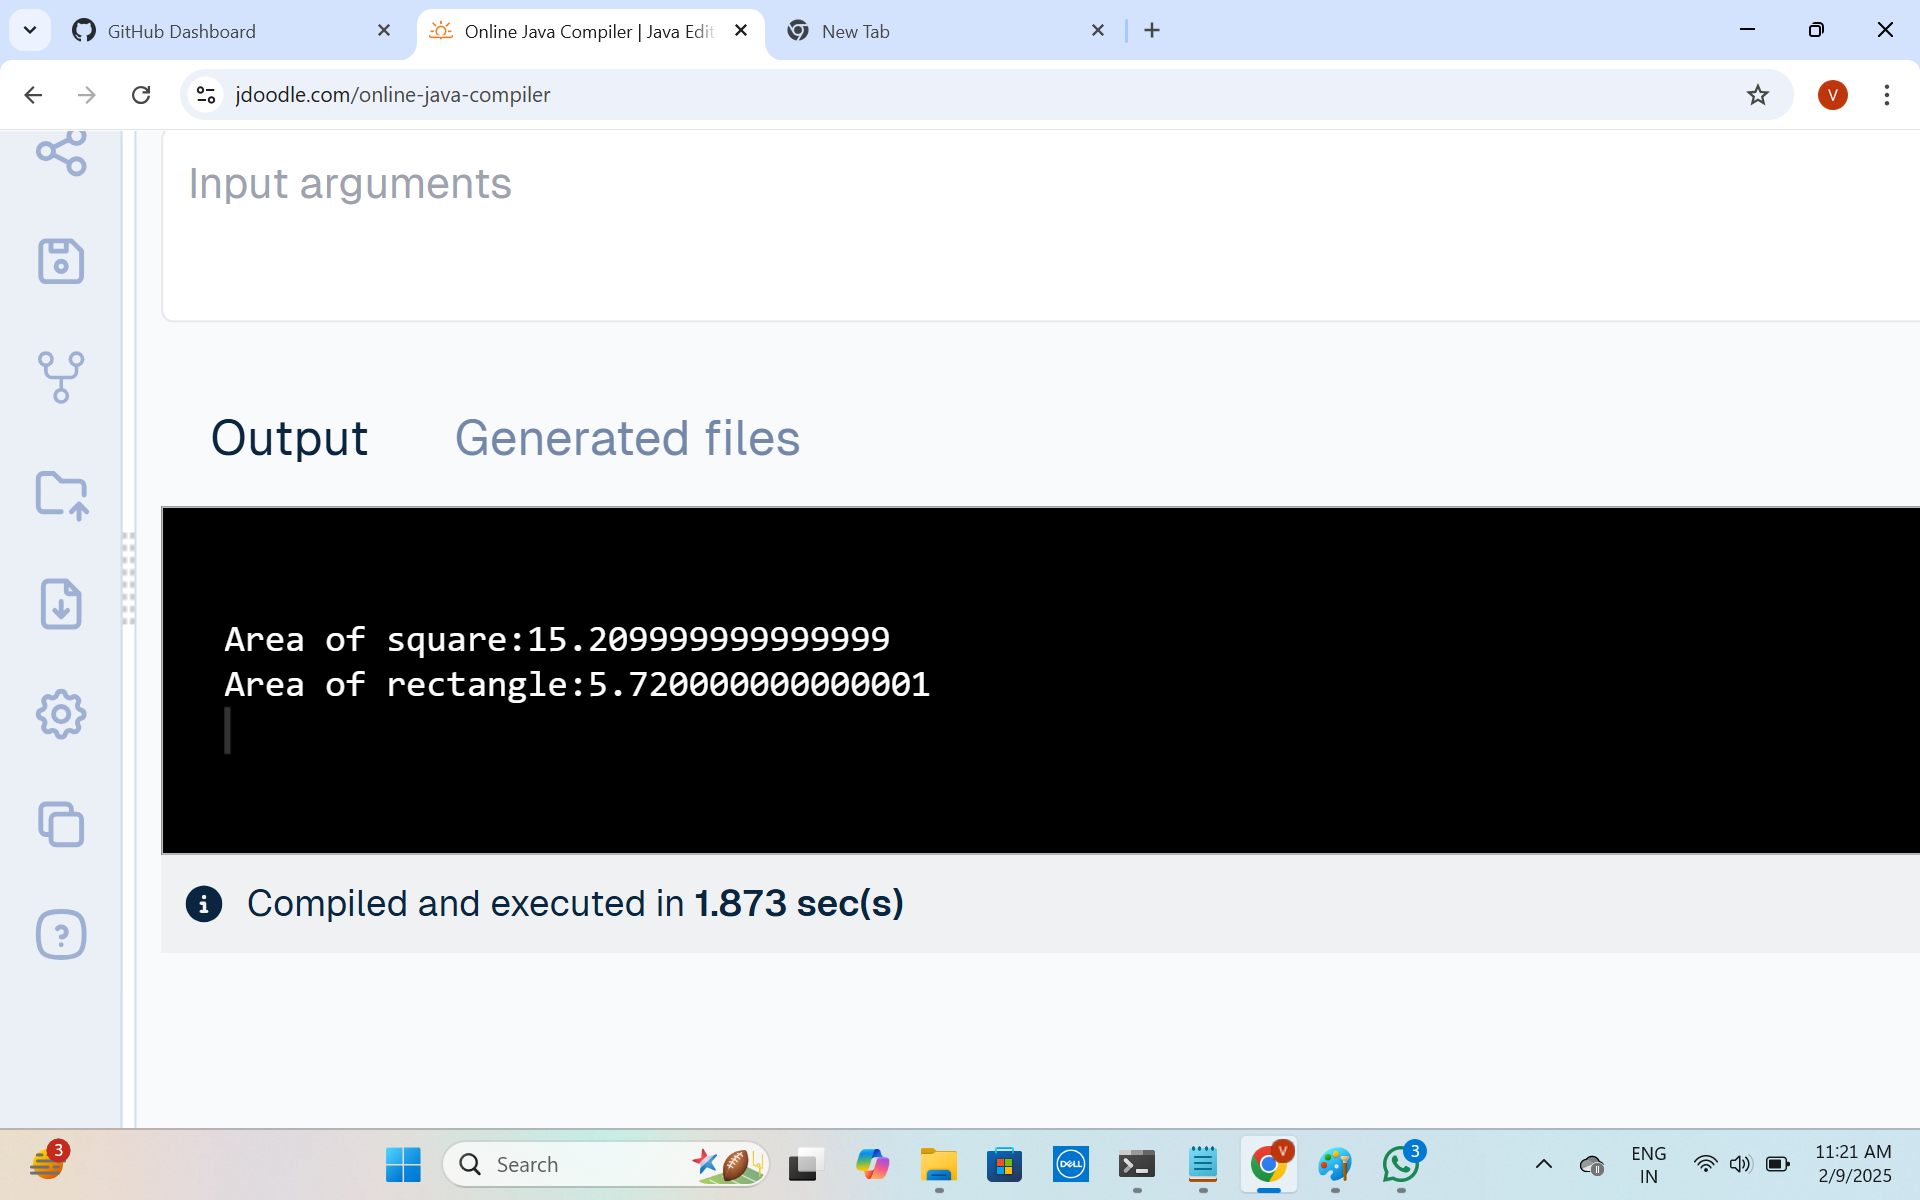 GitHub Dashboard
Online Java Compiler | Java Edit
New Tab
jdoodle.com/online-java-compiler
V
Input arguments
Output
Generated files
Area of square:15.209999999999999
Area of rectangle:5.720000000000001
Compiled and executed in 1.873 sec(s)
3
Search
DELL
V
3
ENG
IN
11:21 AM
2/9/2025